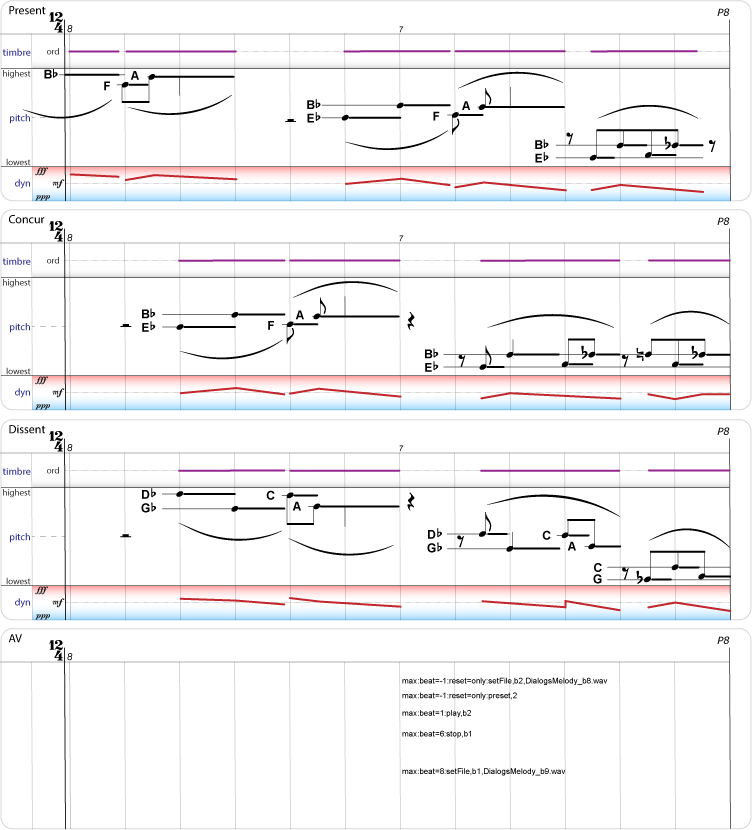 Present
P8
12
4
8
7
timbre
ord
highest
B♭
A
F
B♭
A
pitch
E♭
F
B♭
E♭
lowest
fff
dyn
mf
ppp
Concur
P8
12
4
8
7
timbre
ord
highest
B♭
A
pitch
E♭
F
B♭
E♭
lowest
fff
dyn
mf
ppp
Dissent
P8
12
4
8
7
timbre
ord
highest
D♭
C
G♭
A
pitch
D♭
C
G♭
A
C
G
lowest
fff
dyn
mf
ppp
AV
P8
12
4
8
max:beat=-1:reset=only:setFile,b2,DialogsMelody_b8.wav
max:beat=-1:reset=only:preset,2
max:beat=1:play,b2
max:beat=6:stop,b1
max:beat=8:setFile,b1,DialogsMelody_b9.wav